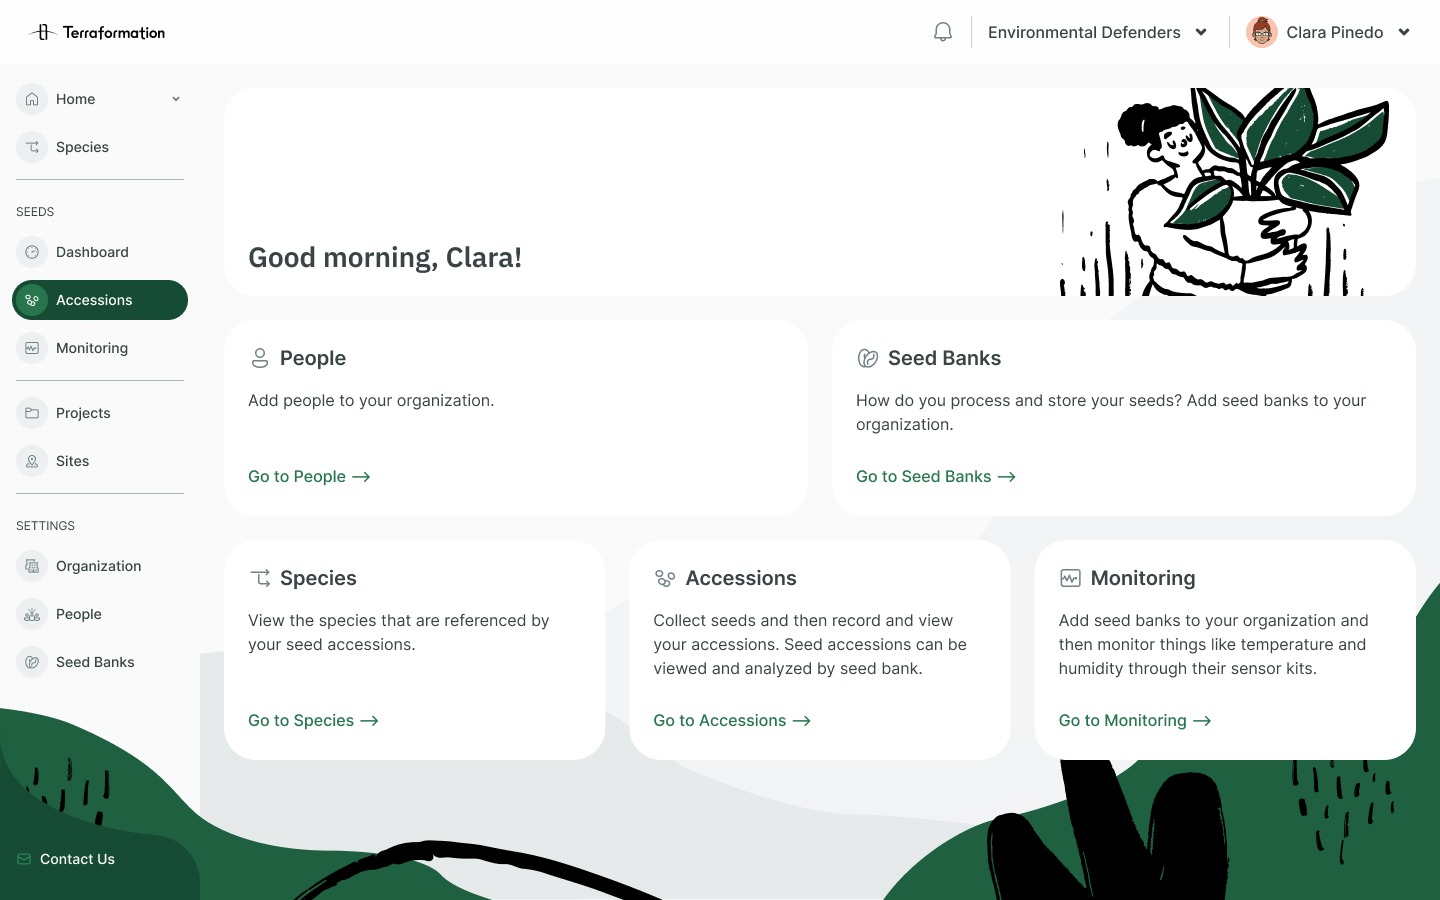 Terraformation
Environmental Defenders
Clara Pinedo
Home
Species
SEEDS
Dashboard
Accessions
Monitoring
Projects
Sites
SETTINGS
Organization
People
Seed Banks
Contact Us
Good morning, Clara!
People
Add people to your organization.
Go to People
Seed Banks
How do you process and store your seeds? Add seed banks to your
organization.
Go to Seed Banks
Species
View the species that are referenced by
your seed accessions.
Go to Species
Accessions
Collect seeds and then record and view
your accessions. Seed accessions can be
viewed and analyzed by seed bank.
Go to Accessions
Monitoring
Add seed banks to your organization and
then monitor things like temperature and
humidity through their sensor kits.
Go to Monitoring